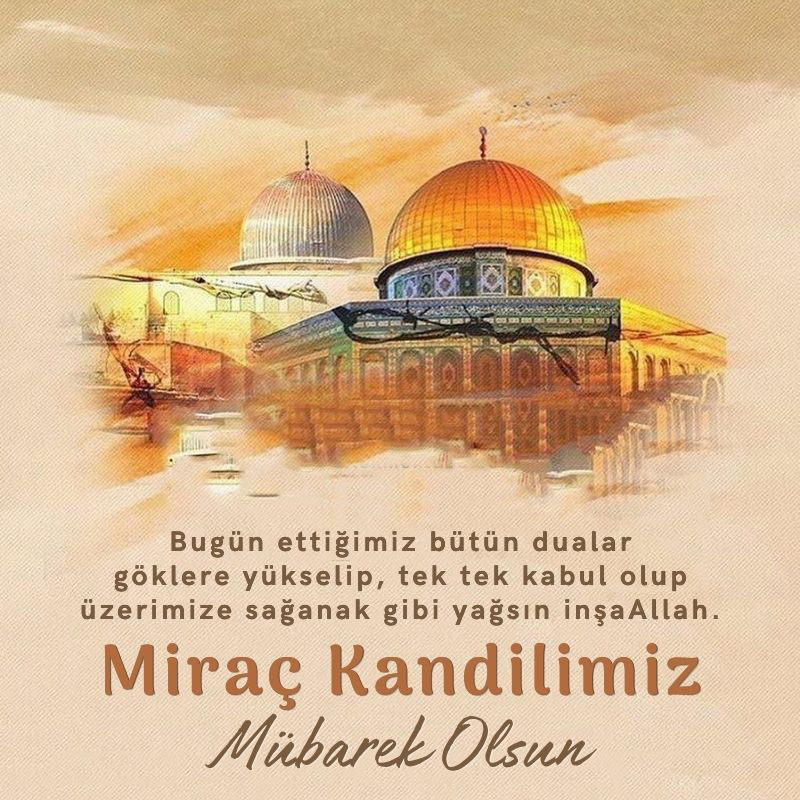 Bugün ettiğimiz bütün dualar
göklere yükselip, tek tek kabul olup
üzerimize sağanak gibi yağsın inşaAllah.
Miraç Kandilimiz
Mübarek Olsun